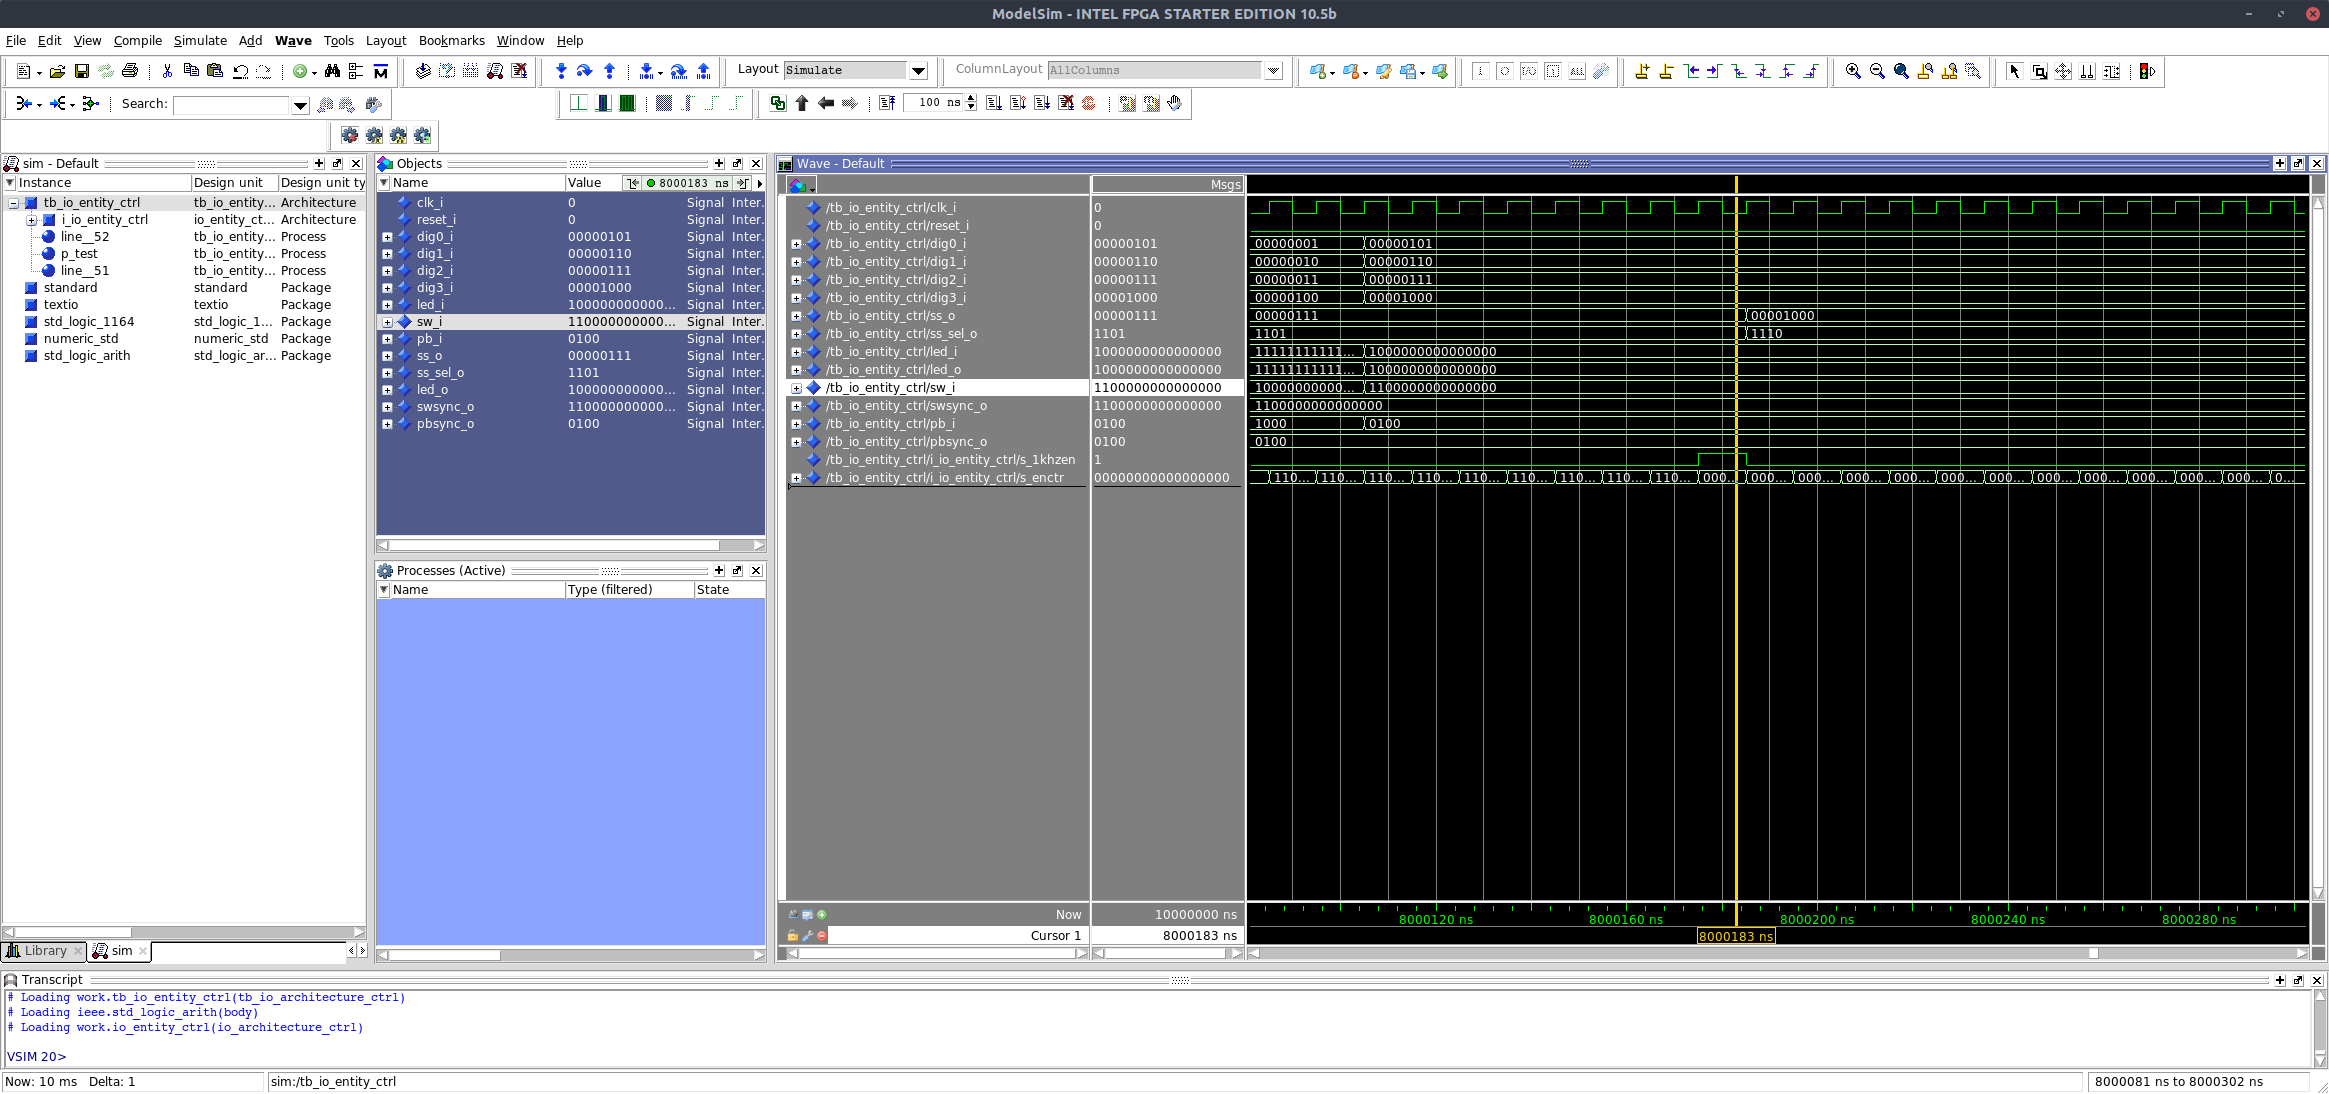 ModelSim - INTEL FPGA STARTER EDITION 10.5b
File Edit View Compile Simulate Add Wave Tools Layout Bookmarks Window Help
Layout Simulate ColumnLayout AllColumns
Search: 100 ns
sim - Default
Instance Design unit Design unit ty
tb_io_entity_ctrl tb_io_entity... Architecture
i_io_entity_ctrl io_entity_ct... Architecture
line__52 tb_io_entity... Process
p_test tb_io_entity... Process
line__51 tb_io_entity... Process
standard standard Package
textio textio Package
std_logic_1164 std_logic_1... Package
numeric_std numeric_std Package
std_logic_arith std_logic_ar... Package
Library sim
Objects
Name Value 8000183 ns
clk_i 0 Signal Inter.
reset_i 0 Signal Inter.
dig0_i 00000101 Signal Inter.
dig1_i 00000110 Signal Inter.
dig2_i 00000111 Signal Inter.
dig3_i 00001000 Signal Inter.
led_i 100000000000... Signal Inter.
sw_i 110000000000... Signal Inter.
pb_i 0100 Signal Inter.
ss_o 00000111 Signal Inter.
ss_sel_o 1101 Signal Inter.
led_o 100000000000... Signal Inter.
swsync_o 110000000000... Signal Inter.
pbsync_o 0100 Signal Inter.
Processes (Active)
Name Type (filtered) State
Wave - Default
Msgs
/tb_io_entity_ctrl/clk_i 0
/tb_io_entity_ctrl/reset_i 0
/tb_io_entity_ctrl/dig0_i 00000101 00000001 00000101
/tb_io_entity_ctrl/dig1_i 00000110 00000010 00000110
/tb_io_entity_ctrl/dig2_i 00000111 00000011 00000111
/tb_io_entity_ctrl/dig3_i 00001000 00000100 00001000
/tb_io_entity_ctrl/ss_o 00000111 00000111 00001000
/tb_io_entity_ctrl/ss_sel_o 1101 1101 1110
/tb_io_entity_ctrl/led_i 1000000000000000 11111111111... 1000000000000000
/tb_io_entity_ctrl/led_o 1000000000000000 11111111111... 1000000000000000
/tb_io_entity_ctrl/sw_i 1100000000000000 10000000000... 1100000000000000
/tb_io_entity_ctrl/swsync_o 1100000000000000 1100000000000000
/tb_io_entity_ctrl/pb_i 0100 1000 0100
/tb_io_entity_ctrl/pbsync_o 0100 0100
/tb_io_entity_ctrl/i_io_entity_ctrl/s_1khzen 1
/tb_io_entity_ctrl/i_io_entity_ctrl/s_enctr 00000000000000000 110... 110... 110... 110... 110... 110... 110... 110... 110... 000... 000... 000... 000... 000... 000... 000... 000... 000... 000... 000... 000... 0...
Now 10000000 ns 8000120 ns 8000160 ns 8000200 ns 8000240 ns 8000280 ns
Cursor 1 8000183 ns 8000183 ns
Transcript
# Loading work.tb_io_entity_ctrl(tb_io_architecture_ctrl)
# Loading ieee.std_logic_arith(body)
# Loading work.io_entity_ctrl(io_architecture_ctrl)
VSIM 20>
Now: 10 ms Delta: 1 sim:/tb_io_entity_ctrl 8000081 ns to 8000302 ns